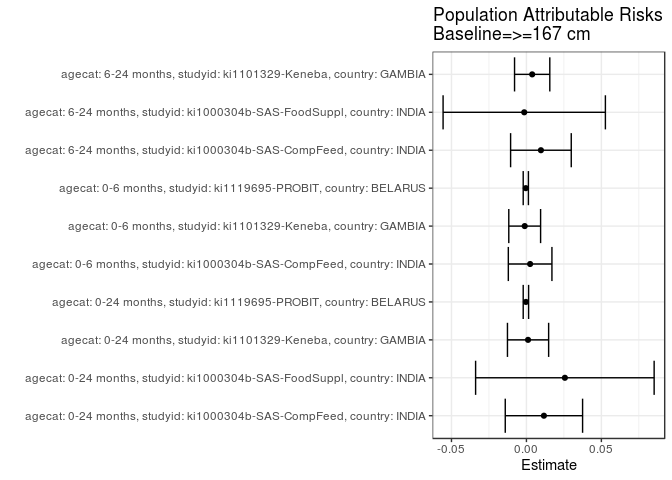 Population Attributable Risks
Baseline=>=167 cm
agecat: 6-24 months, studyid: ki1101329-Keneba, country: GAMBIA
agecat: 6-24 months, studyid: ki1000304b-SAS-FoodSuppl, country: INDIA
agecat: 6-24 months, studyid: ki1000304b-SAS-CompFeed, country: INDIA
agecat: 0-6 months, studyid: ki1119695-PROBIT, country: BELARUS
agecat: 0-6 months, studyid: ki1101329-Keneba, country: GAMBIA
agecat: 0-6 months, studyid: ki1000304b-SAS-CompFeed, country: INDIA
agecat: 0-24 months, studyid: ki1119695-PROBIT, country: BELARUS
agecat: 0-24 months, studyid: ki1101329-Keneba, country: GAMBIA
agecat: 0-24 months, studyid: ki1000304b-SAS-FoodSuppl, country: INDIA
agecat: 0-24 months, studyid: ki1000304b-SAS-CompFeed, country: INDIA
-0.05 0.00 0.05
Estimate